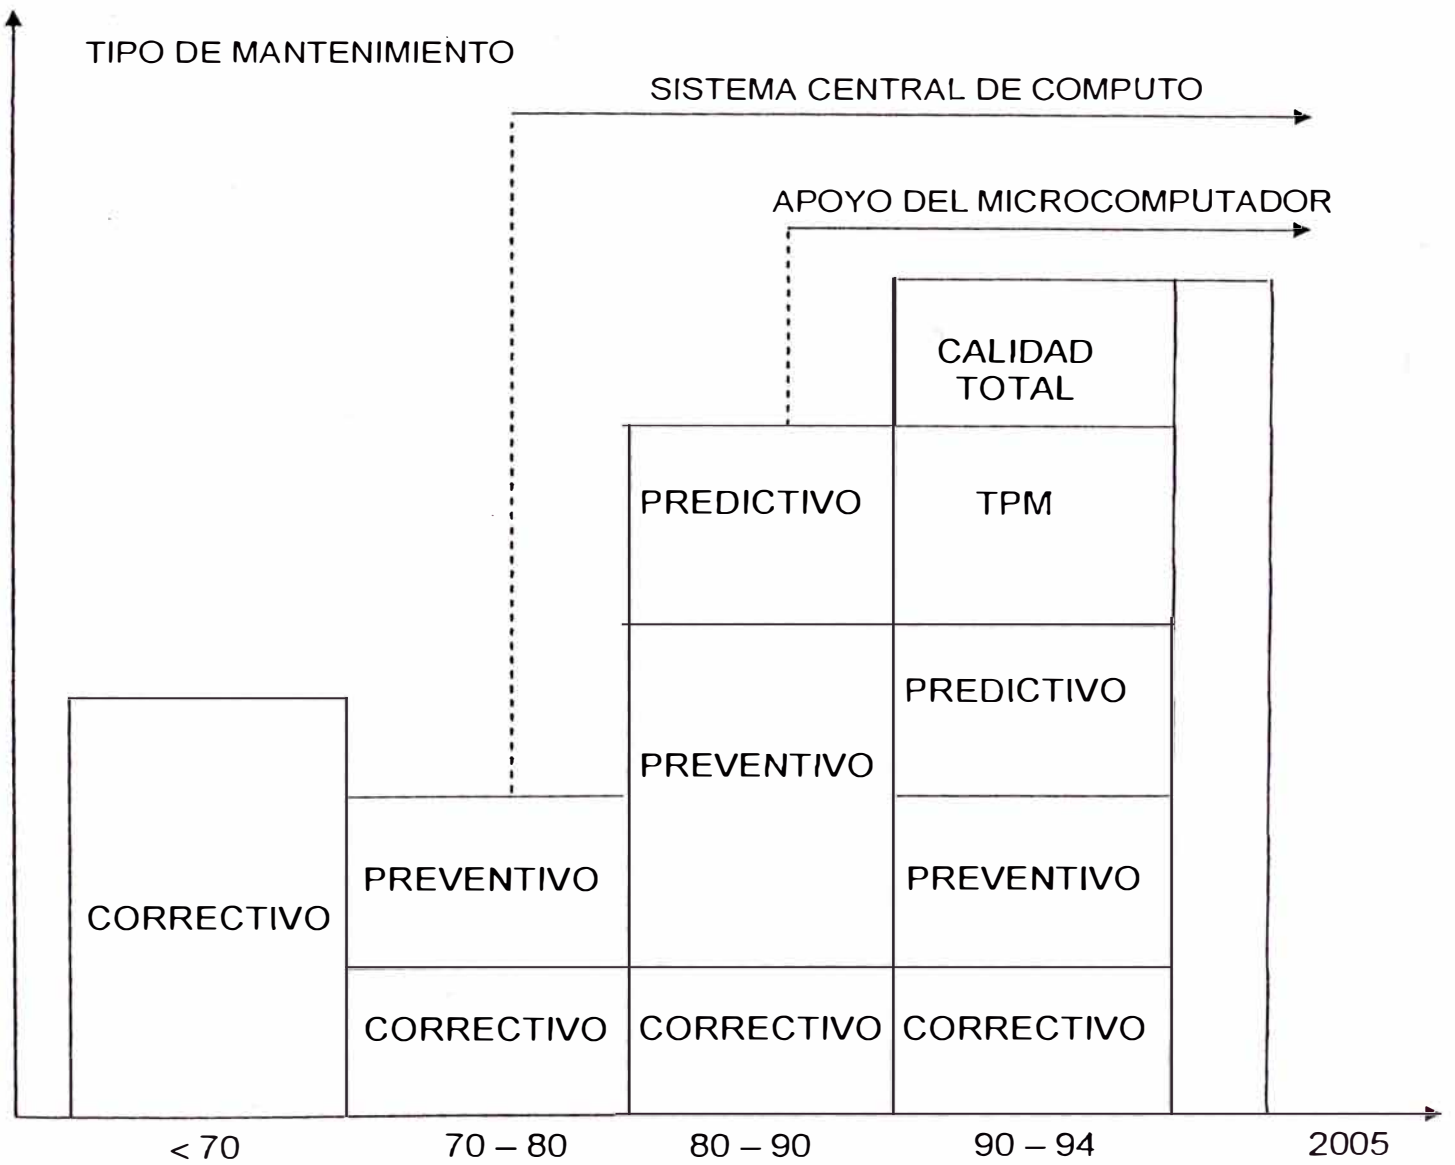 TIPO DE MANTENIMIENTO
SISTEMA CENTRAL DE COMPUTO
APOYO DEL MICROCOMPUTADOR
CALIDAD
TOTAL
PREDICTIVO
TPM
PREDICTIVO
PREVENTIVO
PREVENTIVO
PREVENTIVO
CORRECTIVO
CORRECTIVO
CORRECTIVO
CORRECTIVO
< 70
70 – 80
80 – 90
90 – 94
2005